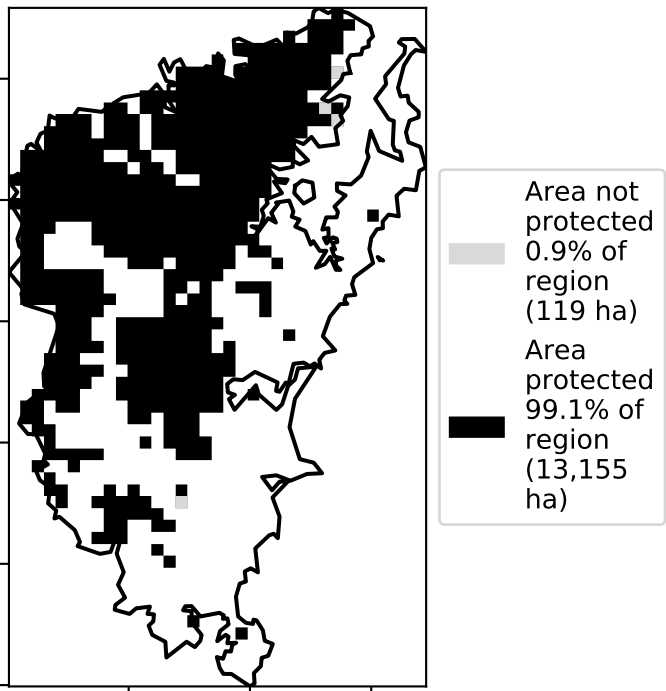 Area not
protected
0.9% of
region
(119 ha)
Area
protected
99.1% of
region
(13,155
ha)